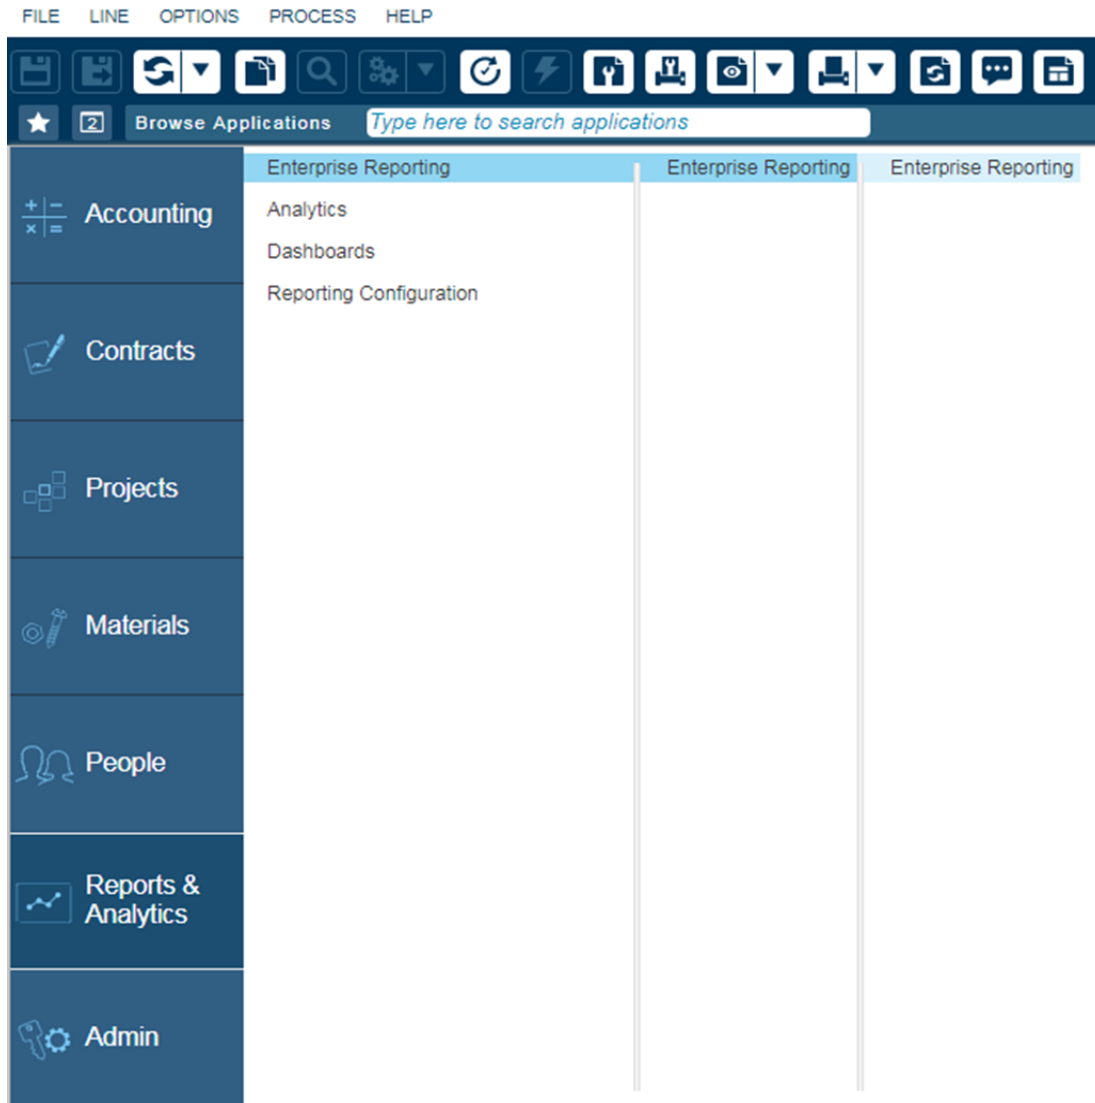 FILE LINE OPTIONS PROCESS HELP
2 Browse Applications Type here to search applications
Enterprise Reporting Enterprise Reporting Enterprise Reporting
Accounting
Analytics
Dashboards
Reporting Configuration
Contracts
Projects
Materials
People
Reports &
Analytics
Admin